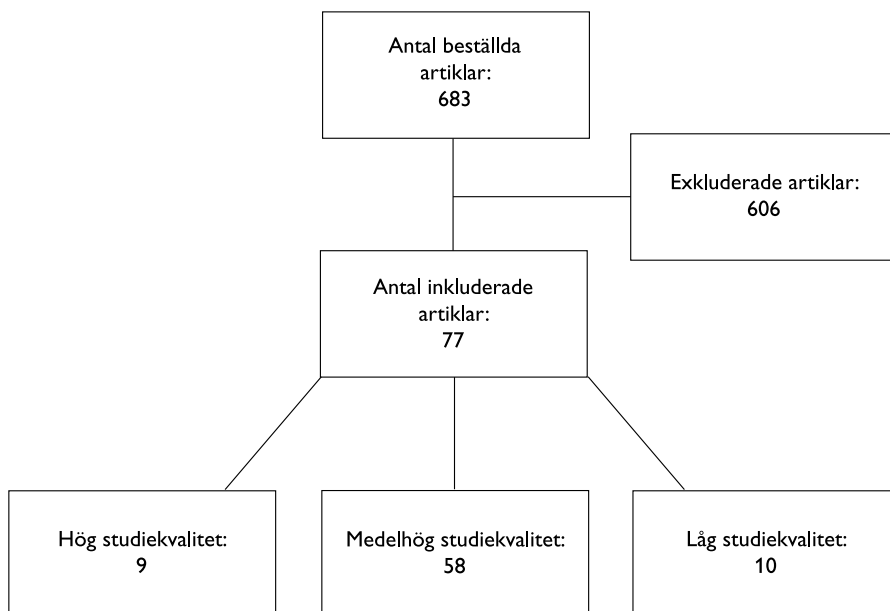 Antal beställda
artiklar:
683
Exkluderade artiklar:
606
Antal inkluderade
artiklar:
77
Hög studiekvalitet:
9
Medelhög studiekvalitet:
58
Låg studiekvalitet:
10